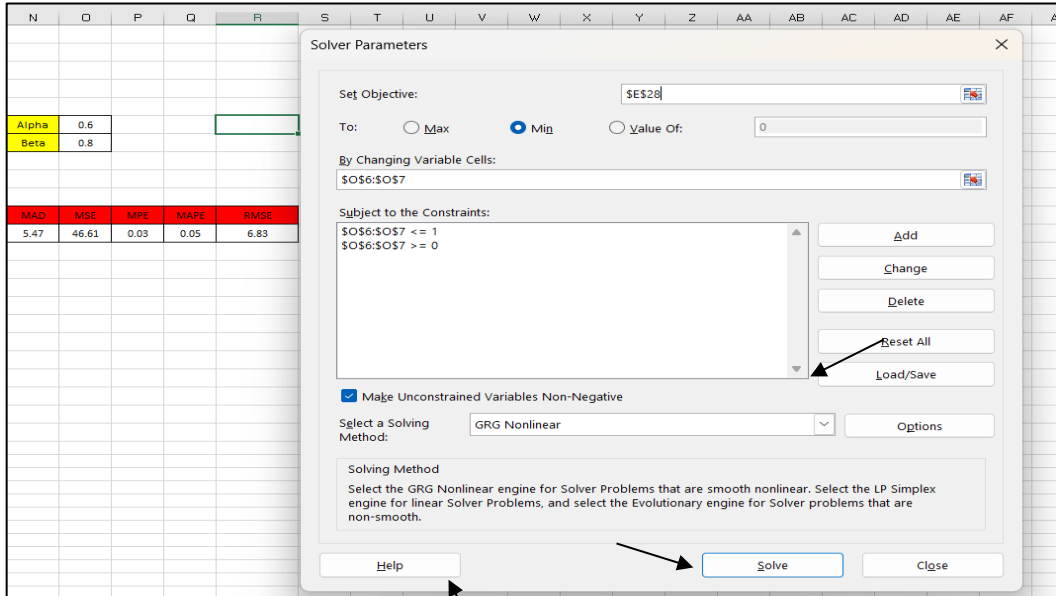 N O P Q R S T U V W X Y Z AA AB AC AD AE AF
Solver Parameters
Set Objective: $E$28
Alpha 0.6
To: Max Min Value Of: 0
Beta 0.8
By Changing Variable Cells:
$O$6:$O$7
MAD MSE MPE MAPE RMSE
5.47 46.61 0.03 0.05 6.83
Subject to the Constraints:
$O$6:$O$7 <= 1
$O$6:$O$7 >= 0
Add
Change
Delete
Reset All
Load/Save
Make Unconstrained Variables Non-Negative
Select a Solving
Method:
GRG Nonlinear
Options
Solving Method
Select the GRG Nonlinear engine for Solver Problems that are smooth nonlinear. Select the LP Simplex
engine for linear Solver Problems, and select the Evolutionary engine for Solver problems that are
non-smooth.
Help Solve Close